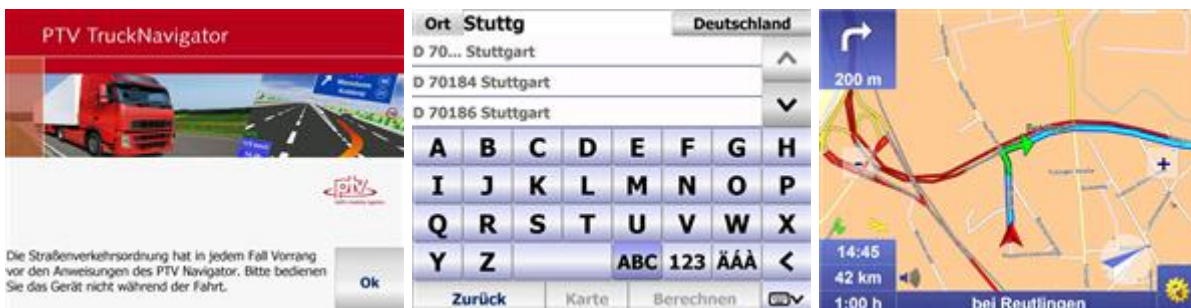 PTV TruckNavigator
ptv
Die Straßenverkehrsordnung hat in jedem Fall Vorrang
vor den Anweisungen des PTV Navigator. Bitte bedienen
Sie das Gerät nicht während der Fahrt.
Ok
Ort Stuttg Deutschland
D 70... Stuttgart
D 70184 Stuttgart
D 70186 Stuttgart
A B C D E F G H
I J K L M N O P
Q R S T U V W X
Y Z ABC 123 ÄÁÀ <
Zurück Karte Berechnen
200 m
- +
14:45
42 km
1:00 h bei Reutlingen